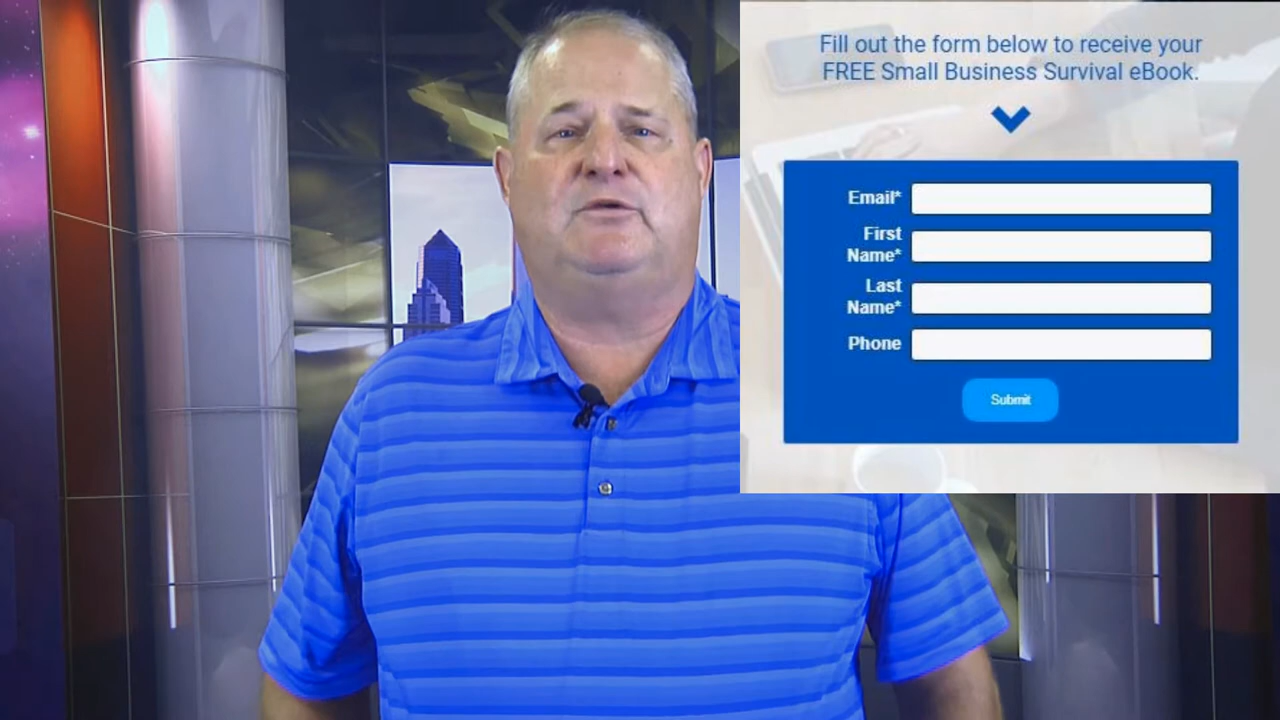 Fill out the form below to receive your
FREE Small Business Survival eBook.
Email*
First
Name*
Last
Name*
Phone
Submit